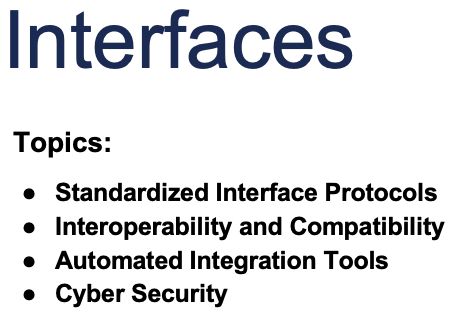 Interfaces
Topics:
● Standardized Interface Protocols
● Interoperability and Compatibility
● Automated Integration Tools
● Cyber Security